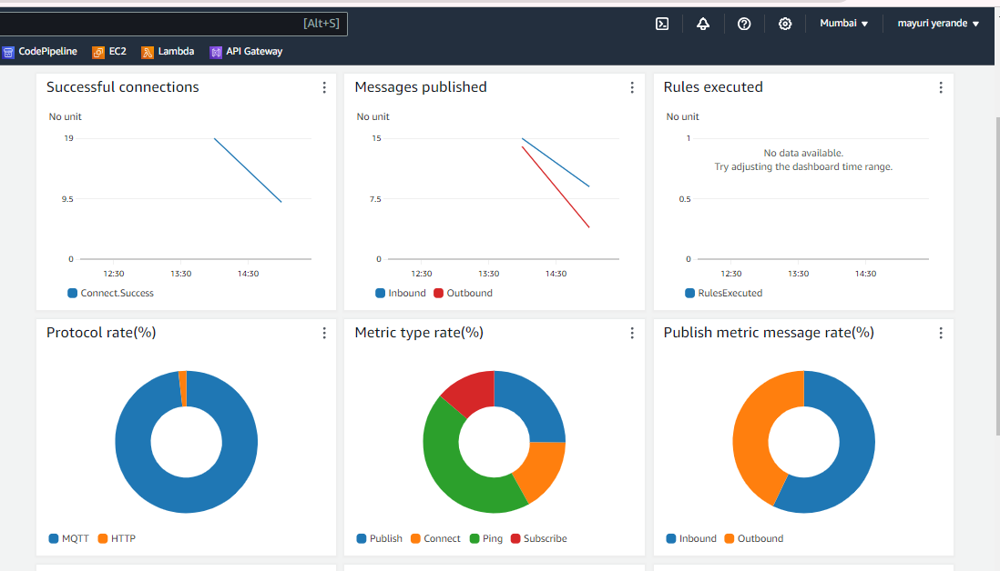 [Alt+S]
Mumbai
mayuri yerande
CodePipeline
EC2
Lambda
API Gateway
Successful connections
No unit
19
9.5
0
12:30
13:30
14:30
Connect.Success
Messages published
No unit
15
7.5
0
12:30
13:30
14:30
Inbound
Outbound
Rules executed
No unit
1
No data available.
Try adjusting the dashboard time range.
0.5
0
12:30
13:30
14:30
RulesExecuted
Protocol rate(%)
MQTT
HTTP
Metric type rate(%)
Publish
Connect
Ping
Subscribe
Publish metric message rate(%)
Inbound
Outbound